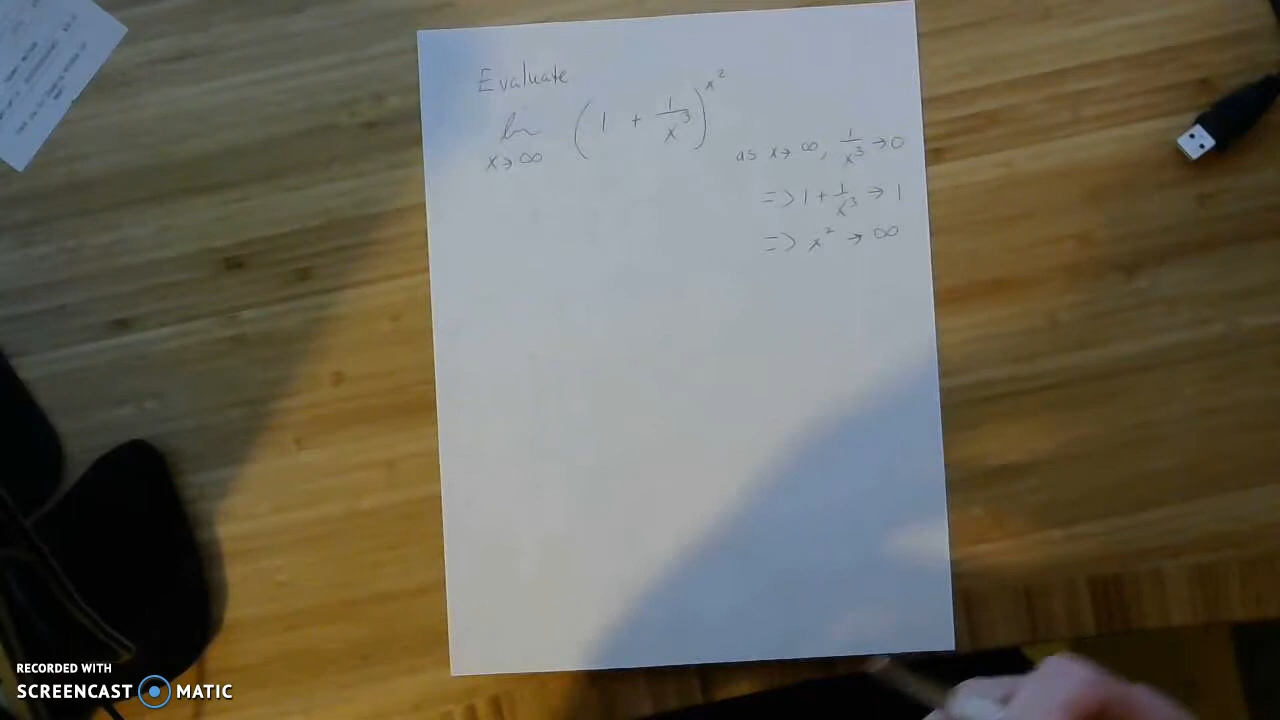 Evaluate
lim x→∞ (1 + 1/x³)^x²
as x→∞, 1/x³ →0
=> 1 + 1/x³ → 1
=> x² → ∞
RECORDED WITH
SCREENCAST MATIC